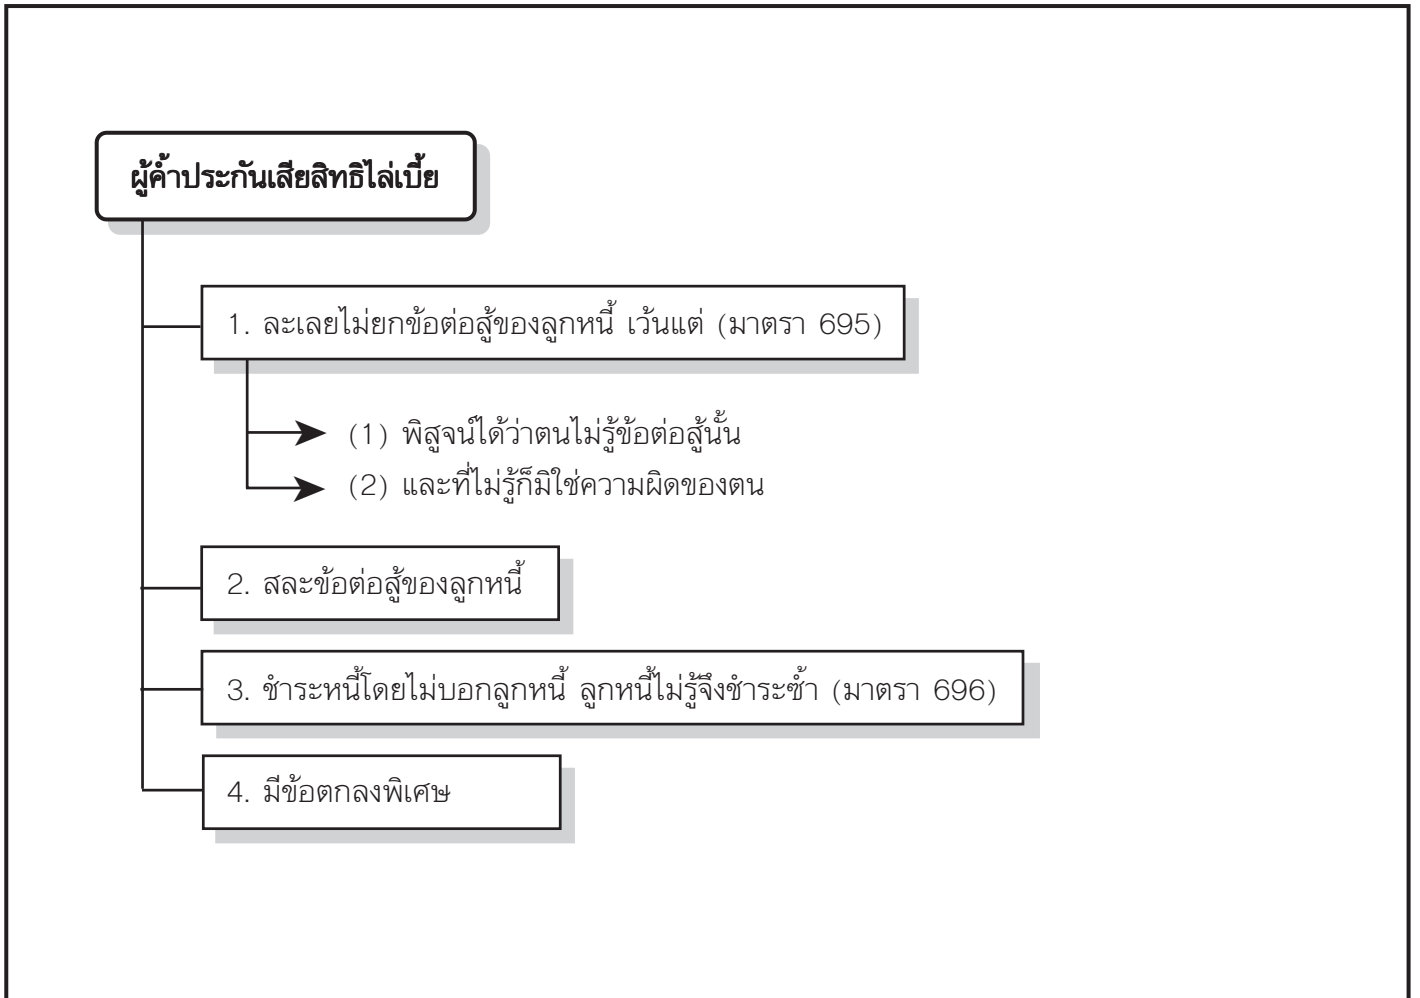 ผู้ค้ำประกันเสียสิทธิไล่เบี้ย
1. ละเลยไม่ยกข้อต่อสู้ของลูกหนี้ เว้นแต่ (มาตรา 695)
(1) พิสูจน์ได้ว่าตนไม่รู้ข้อต่อสู้นั้น
(2) และที่ไม่รู้ก็มิใช่ความผิดของตน
2. สละข้อต่อสู้ของลูกหนี้
3. ชำระหนี้โดยไม่บอกลูกหนี้ ลูกหนี้ไม่รู้จึงชำระซ้ำ (มาตรา 696)
4. มีข้อตกลงพิเศษ